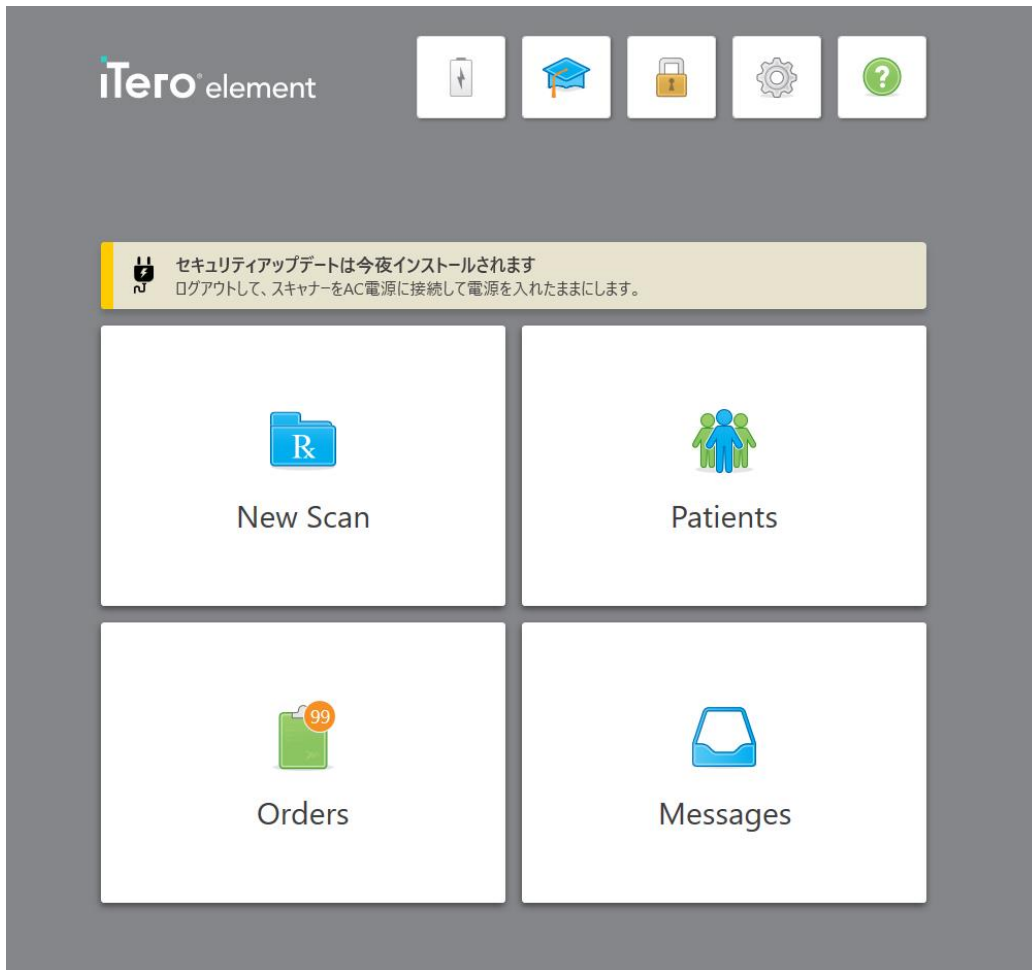 iTero® element
セキュリティアップデートは今夜インストールされます
ログアウトして、スキャナーをAC電源に接続して電源を入れたままにします。
Rx
New Scan
Patients
99
Orders
Messages